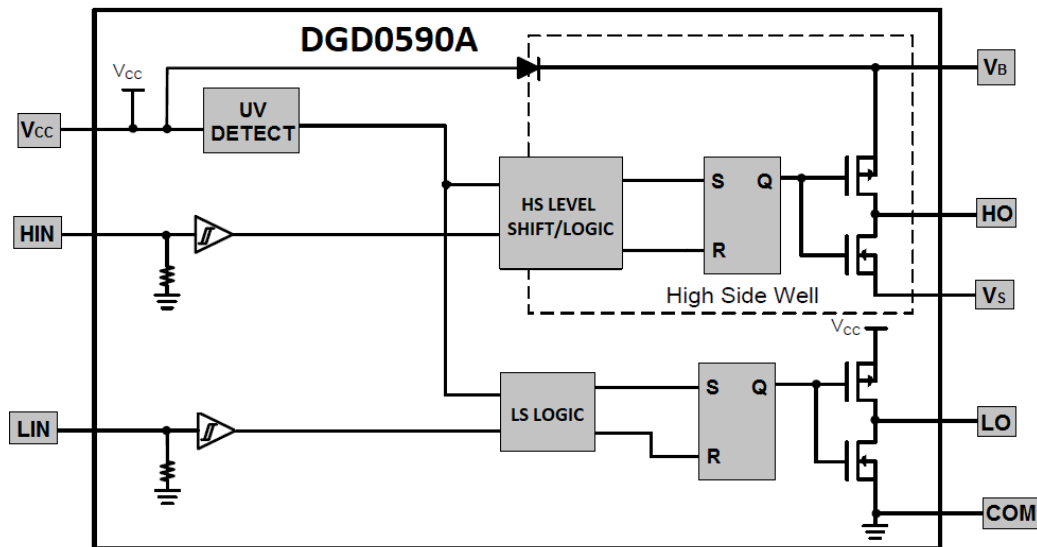 DGD0590A
VCC
VB
VCC
UV
DETECT
HS LEVEL
SHIFT/LOGIC
S
Q
R
HIN
HO
High Side Well
VS
VCC
LIN
LS LOGIC
S
Q
R
LO
COM